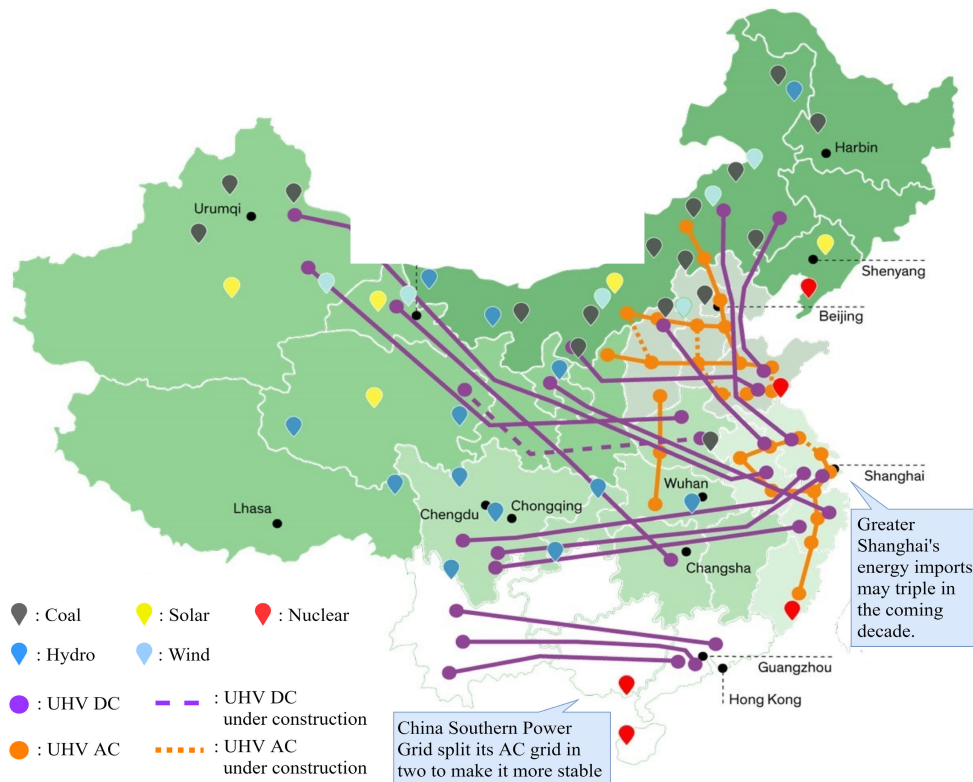 Harbin
Urumqi
Shenyang
Beijing
Shanghai
Wuhan
Lhasa
Chengdu
Chongqing
Changsha
Greater
Shanghai's
energy imports
may triple in
the coming
decade.
: Coal
: Solar
: Nuclear
: Hydro
: Wind
Guangzhou
Hong Kong
: UHV DC
: UHV DC
under construction
: UHV AC
: UHV AC
under construction
China Southern Power
Grid split its AC grid in
two to make it more stable